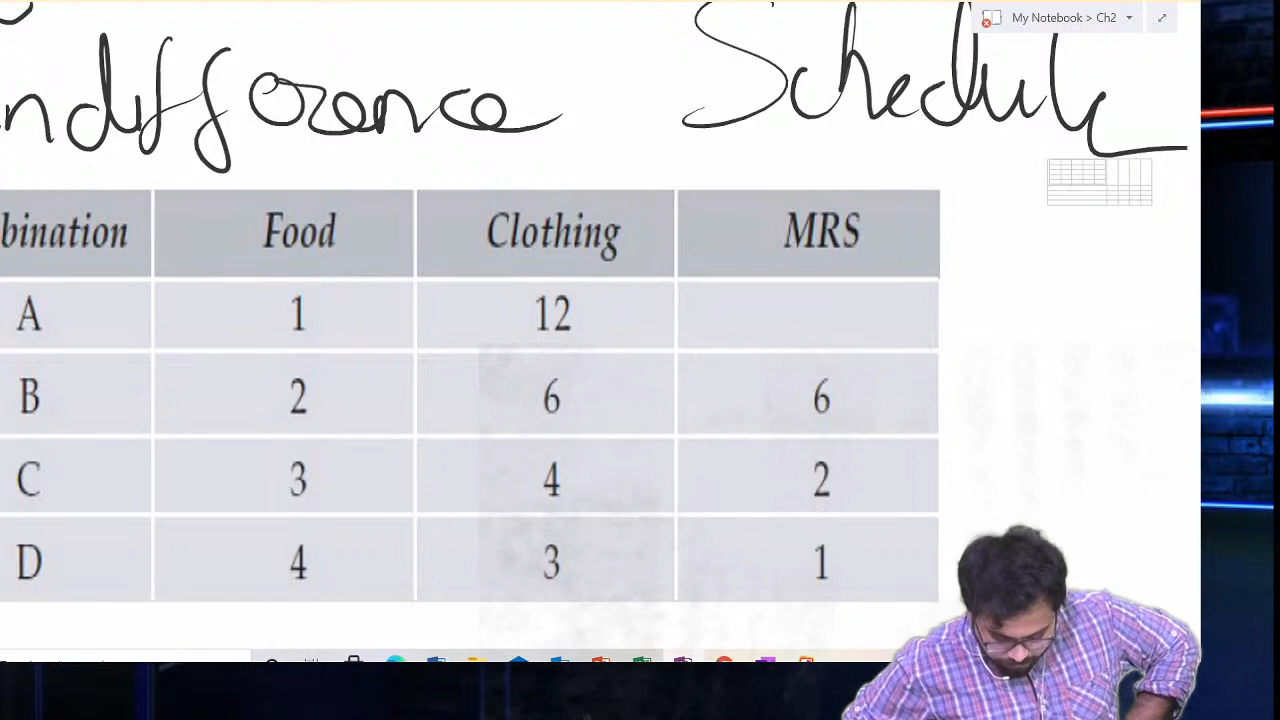 My Notebook > Ch2
ndifference Schedule
bination Food Clothing MRS
A 1 12
B 2 6 6
C 3 4 2
D 4 3 1